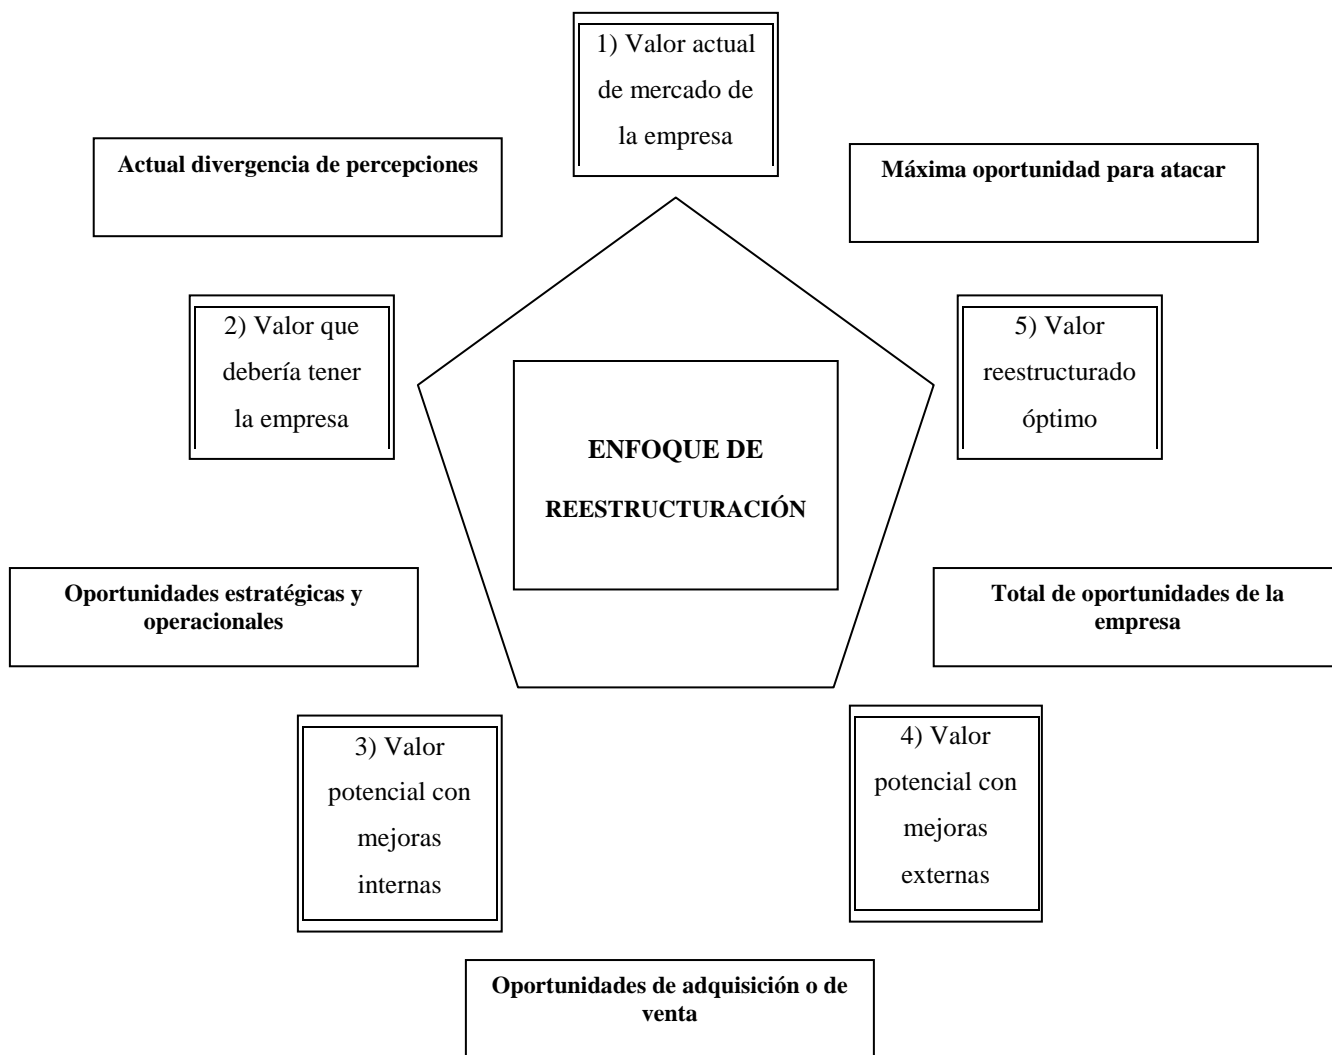 1) Valor actual
de mercado de
la empresa
Actual divergencia de percepciones
Máxima oportunidad para atacar
2) Valor que
debería tener
la empresa
5) Valor
reestructurado
óptimo
ENFOQUE DE
REESTRUCTURACIÓN
Oportunidades estratégicas y
operacionales
Total de oportunidades de la
empresa
3) Valor
potencial con
mejoras
internas
4) Valor
potencial con
mejoras
externas
Oportunidades de adquisición o de
venta